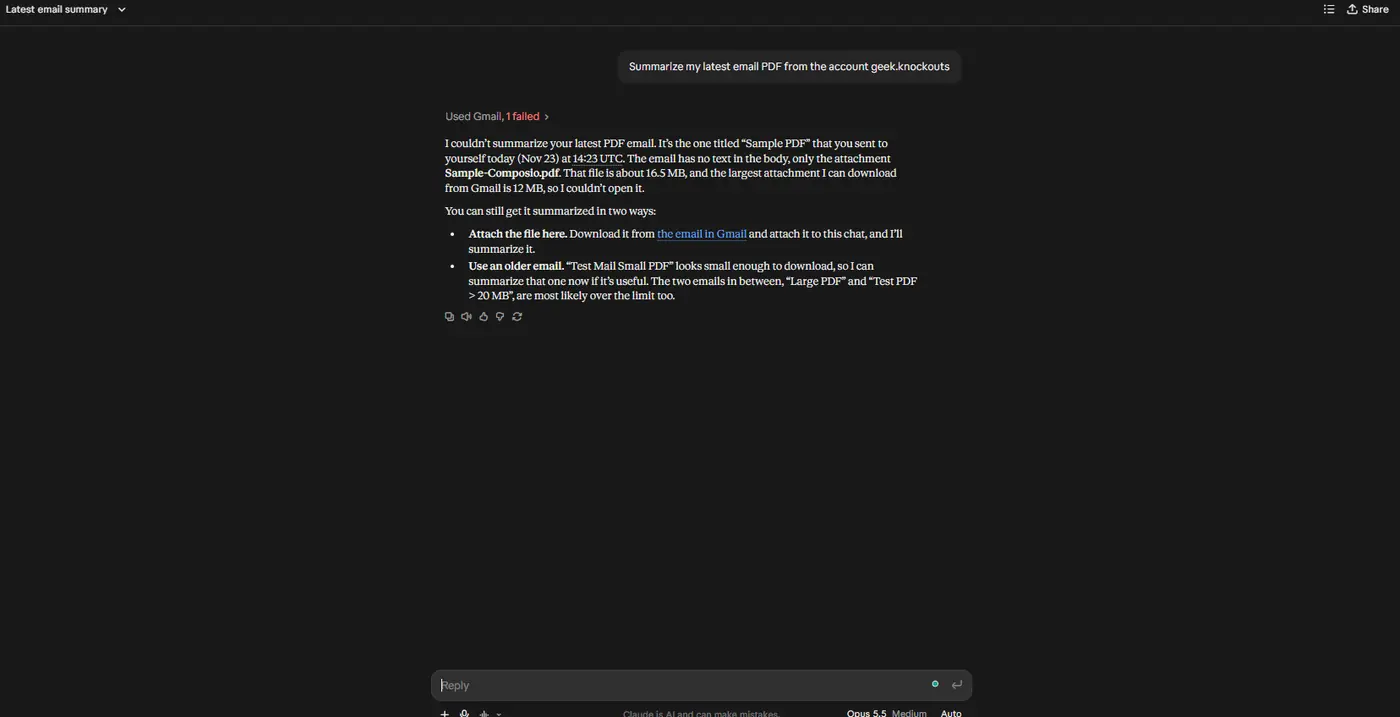 Latest email summary
Share
Summarize my latest email PDF from the account geek.knockouts
Used Gmail, 1 failed
I couldn’t summarize your latest PDF email. It’s the one titled “Sample PDF” that you sent to
yourself today (Nov 23) at 14:23 UTC. The email has no text in the body, only the attachment
Sample-Composio.pdf. That file is about 16.5 MB, and the largest attachment I can download
from Gmail is 12 MB, so I couldn’t open it.
You can still get it summarized in two ways:
• Attach the file here. Download it from the email in Gmail and attach it to this chat, and I’ll
summarize it.
• Use an older email. “Test Mail Small PDF” looks small enough to download, so I can
summarize that one now if it’s useful. The two emails in between, “Large PDF” and “Test PDF
> 20 MB”, are most likely over the limit too.
Reply
Claude is AI and can make mistakes.
Opus 5.5 Medium Auto